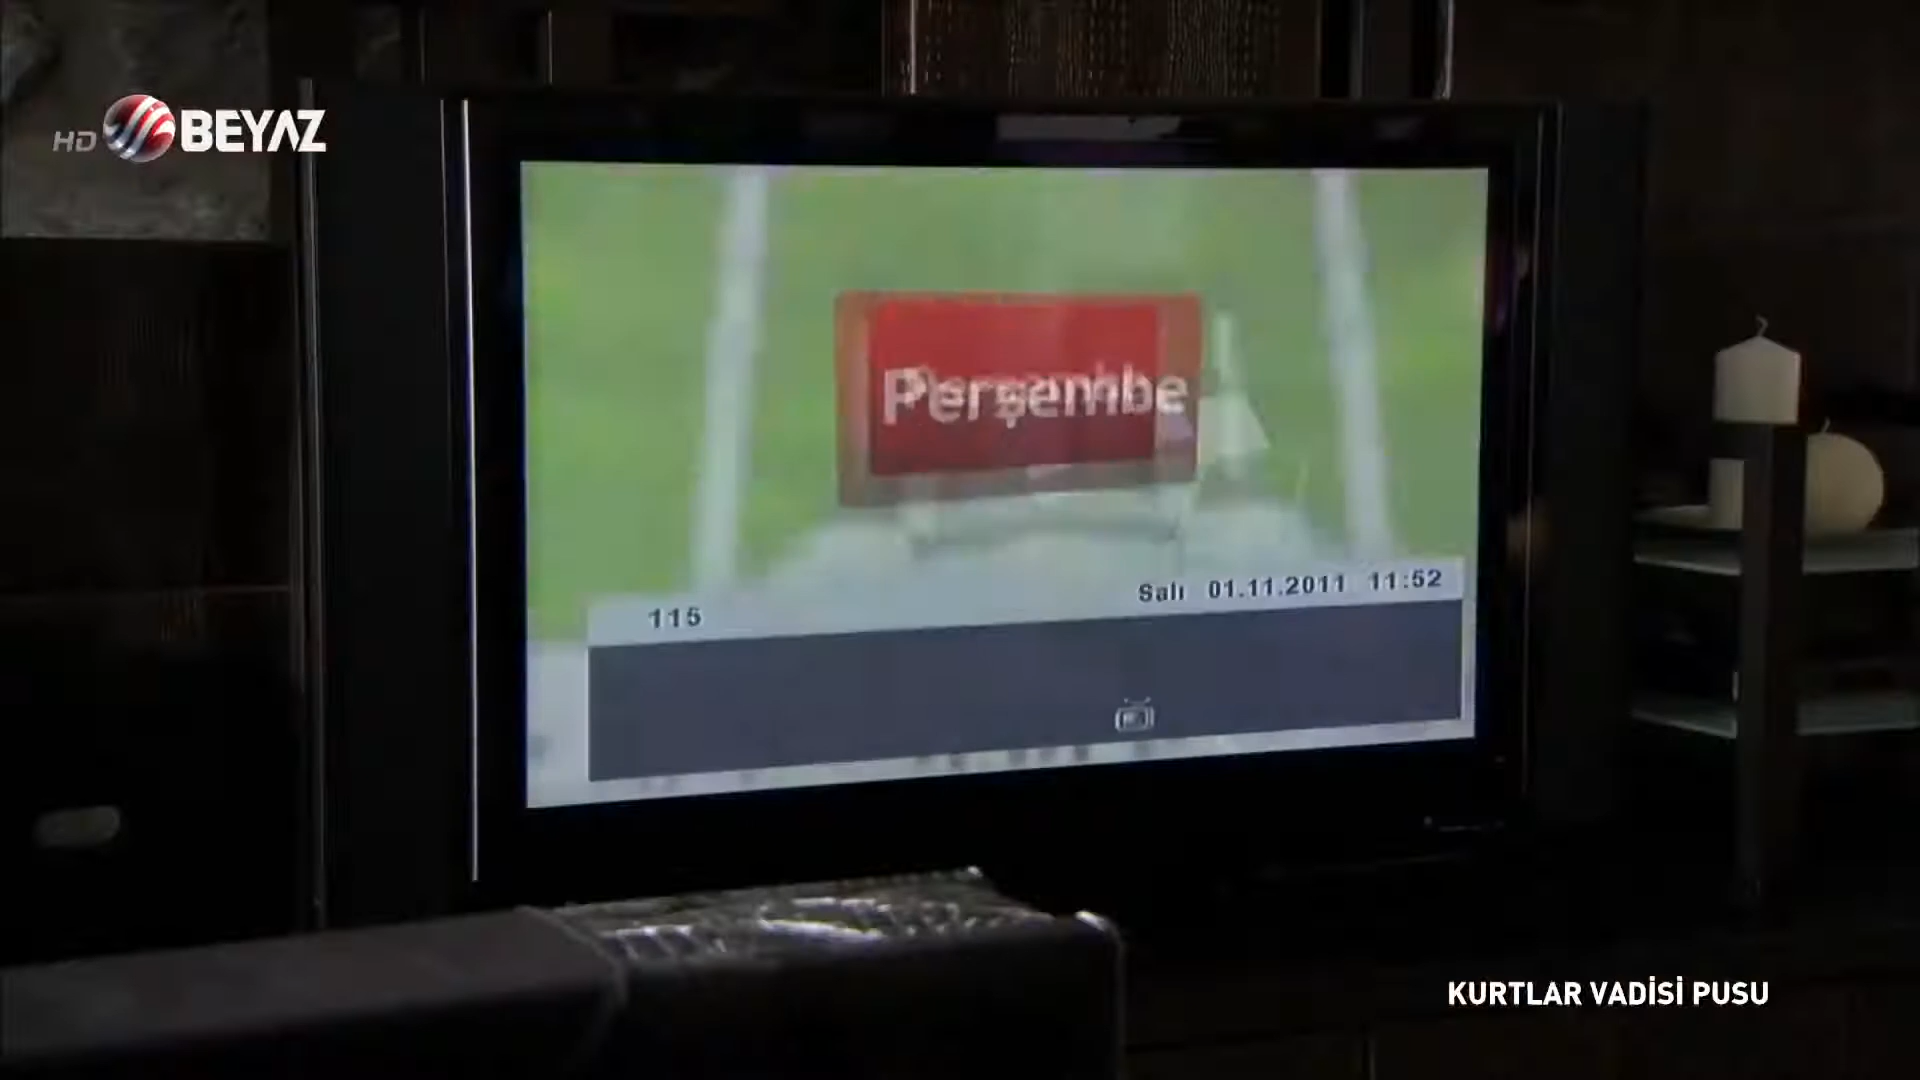 HD BEYAZ
Perşembe
115
Salı 01.11.2011 11:52
KURTLAR VADİSİ PUSU